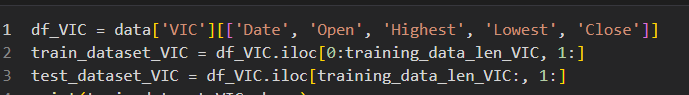 1 df_VIC = data['VIC'][['Date', 'Open', 'Highest', 'Lowest', 'Close']]
2 train_dataset_VIC = df_VIC.iloc[0:training_data_len_VIC, 1:]
3 test_dataset_VIC = df_VIC.iloc[training_data_len_VIC:, 1:]